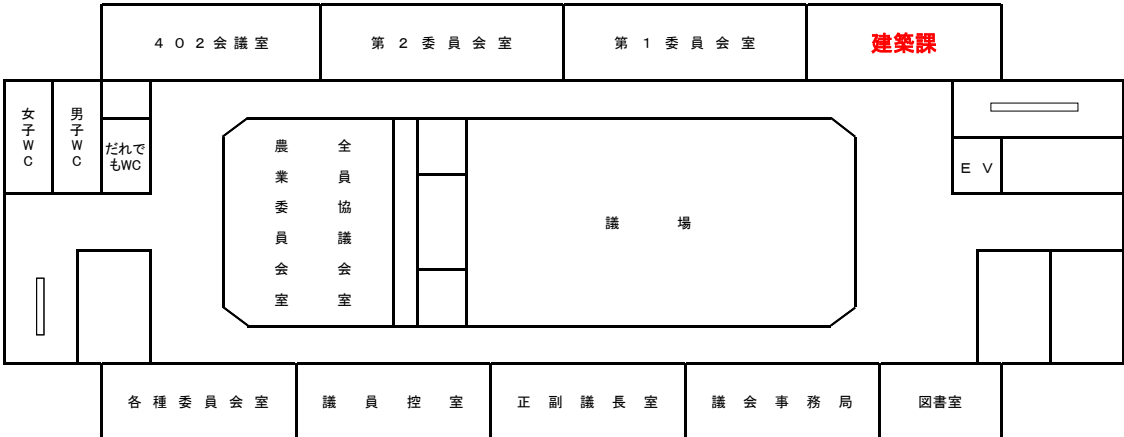 ４０２会議室
第２委員会室
第１委員会室
建築課
女子WC
男子WC
だれで
もWC
農業委員会室
全員協議会室
議場
ＥＶ
各種委員会室
議員控室
正副議長室
議会事務局
図書室